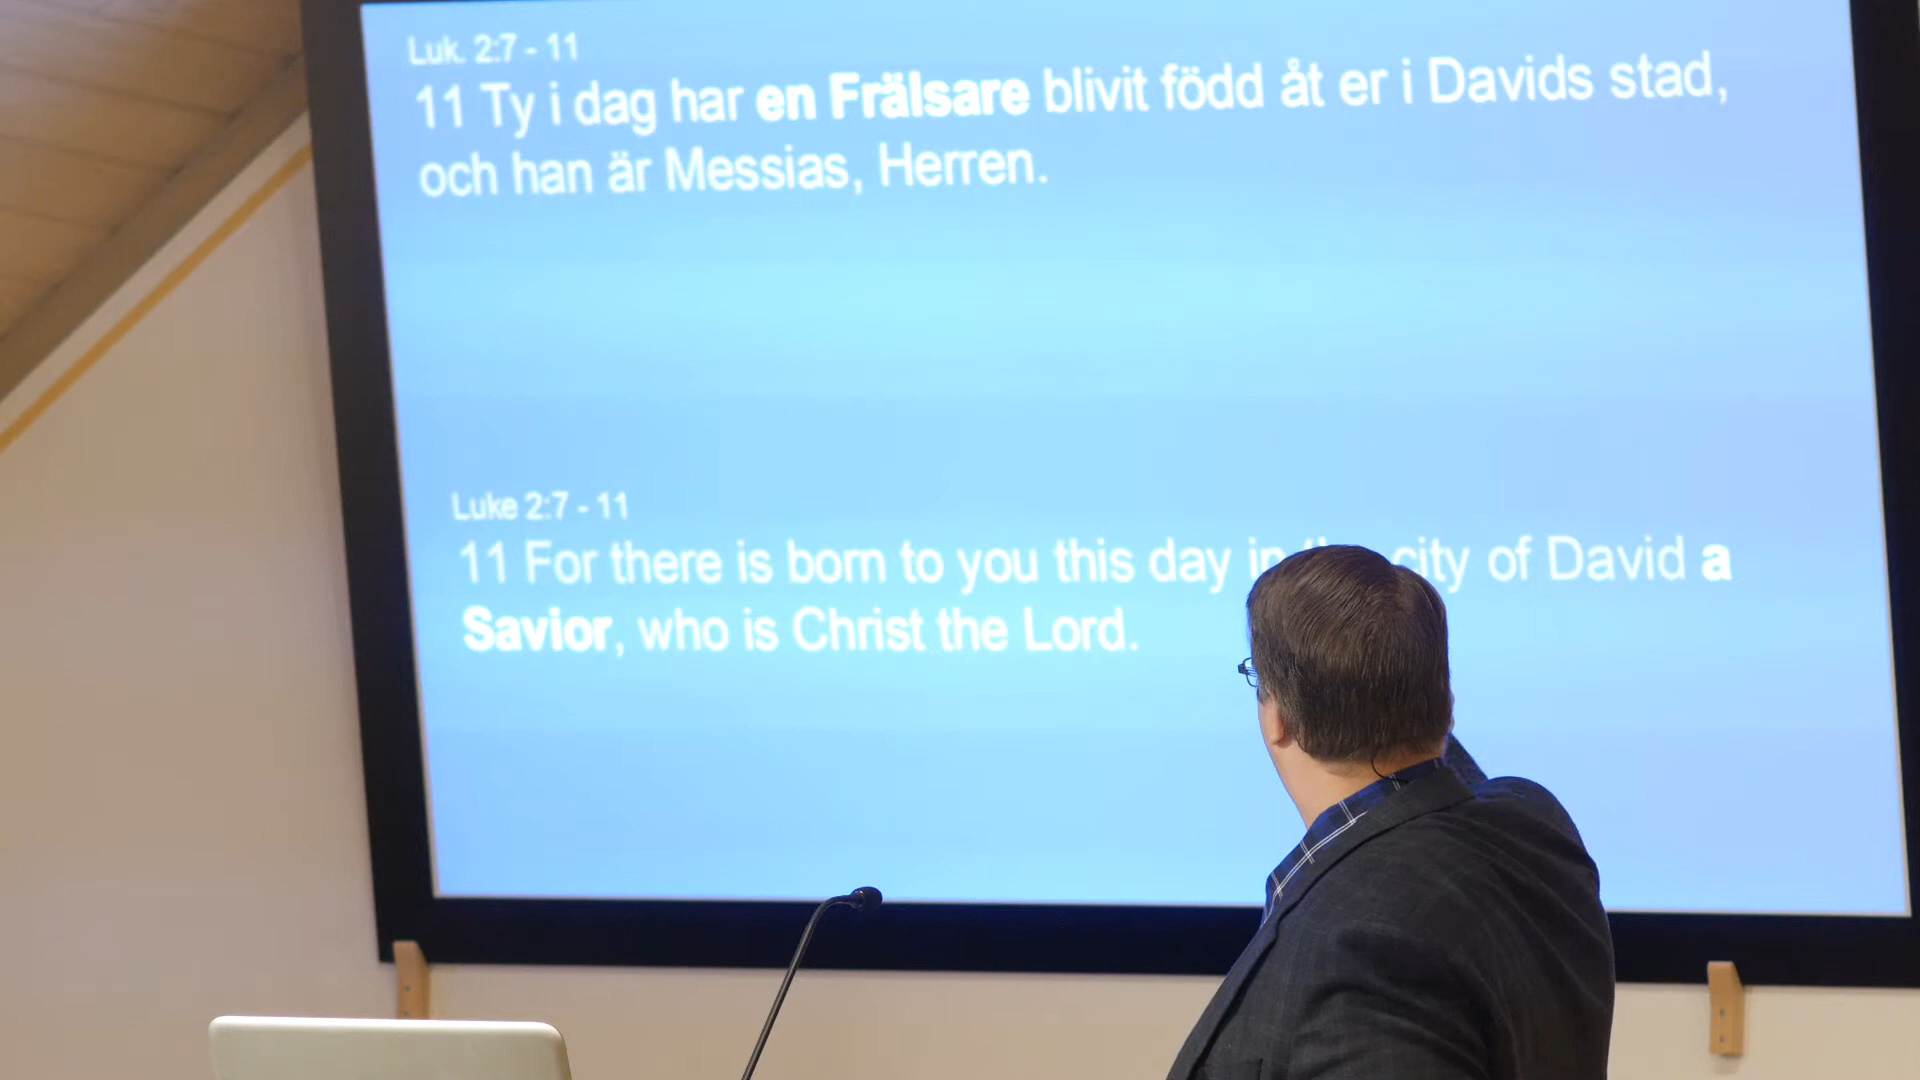 Luk. 2:7 - 11
11 Ty i dag har en Frälsare blivit född åt er i Davids stad,
och han är Messias, Herren.
Luke 2:7 - 11
11 For there is born to you this day in city of David a
Savior, who is Christ the Lord.